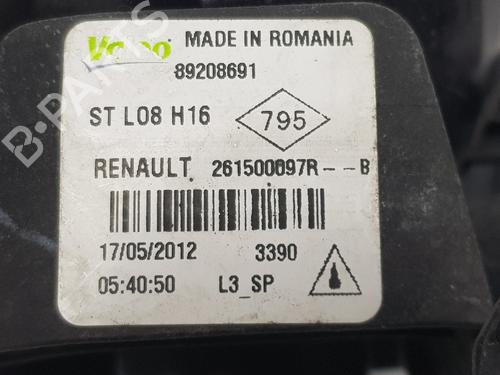 Valeo MADE IN ROMANIA
89208691
ST L08 H16 795
RENAULT 261500097R--B
17/05/2012 3390
05:40:50 L3_SP